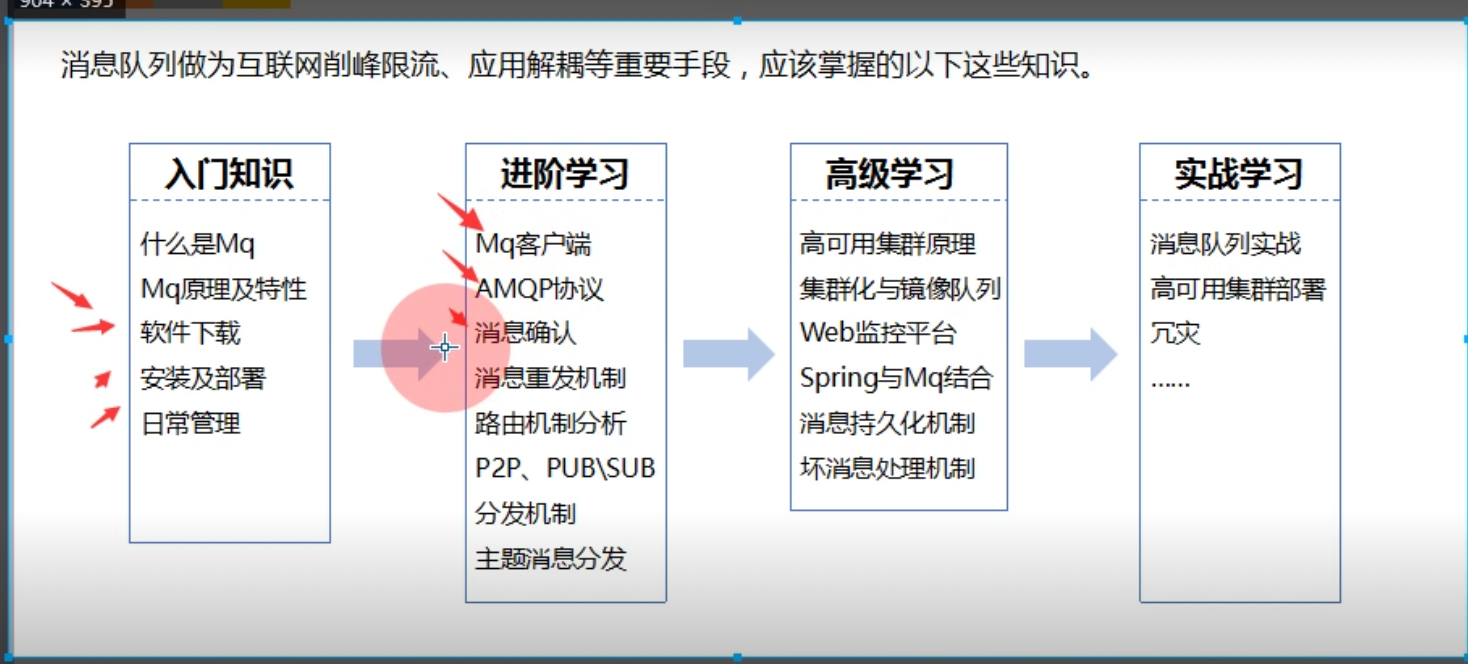 904 × 395
消息队列做为互联网削峰限流、应用解耦等重要手段，应该掌握的以下这些知识。
入门知识
什么是Mq
Mq原理及特性
软件下载
安装及部署
日常管理
进阶学习
Mq客户端
AMQP协议
消息确认
消息重发机制
路由机制分析
P2P、PUB\SUB
分发机制
主题消息分发
高级学习
高可用集群原理
集群化与镜像队列
Web监控平台
Spring与Mq结合
消息持久化机制
坏消息处理机制
实战学习
消息队列实战
高可用集群部署
冗灾
......